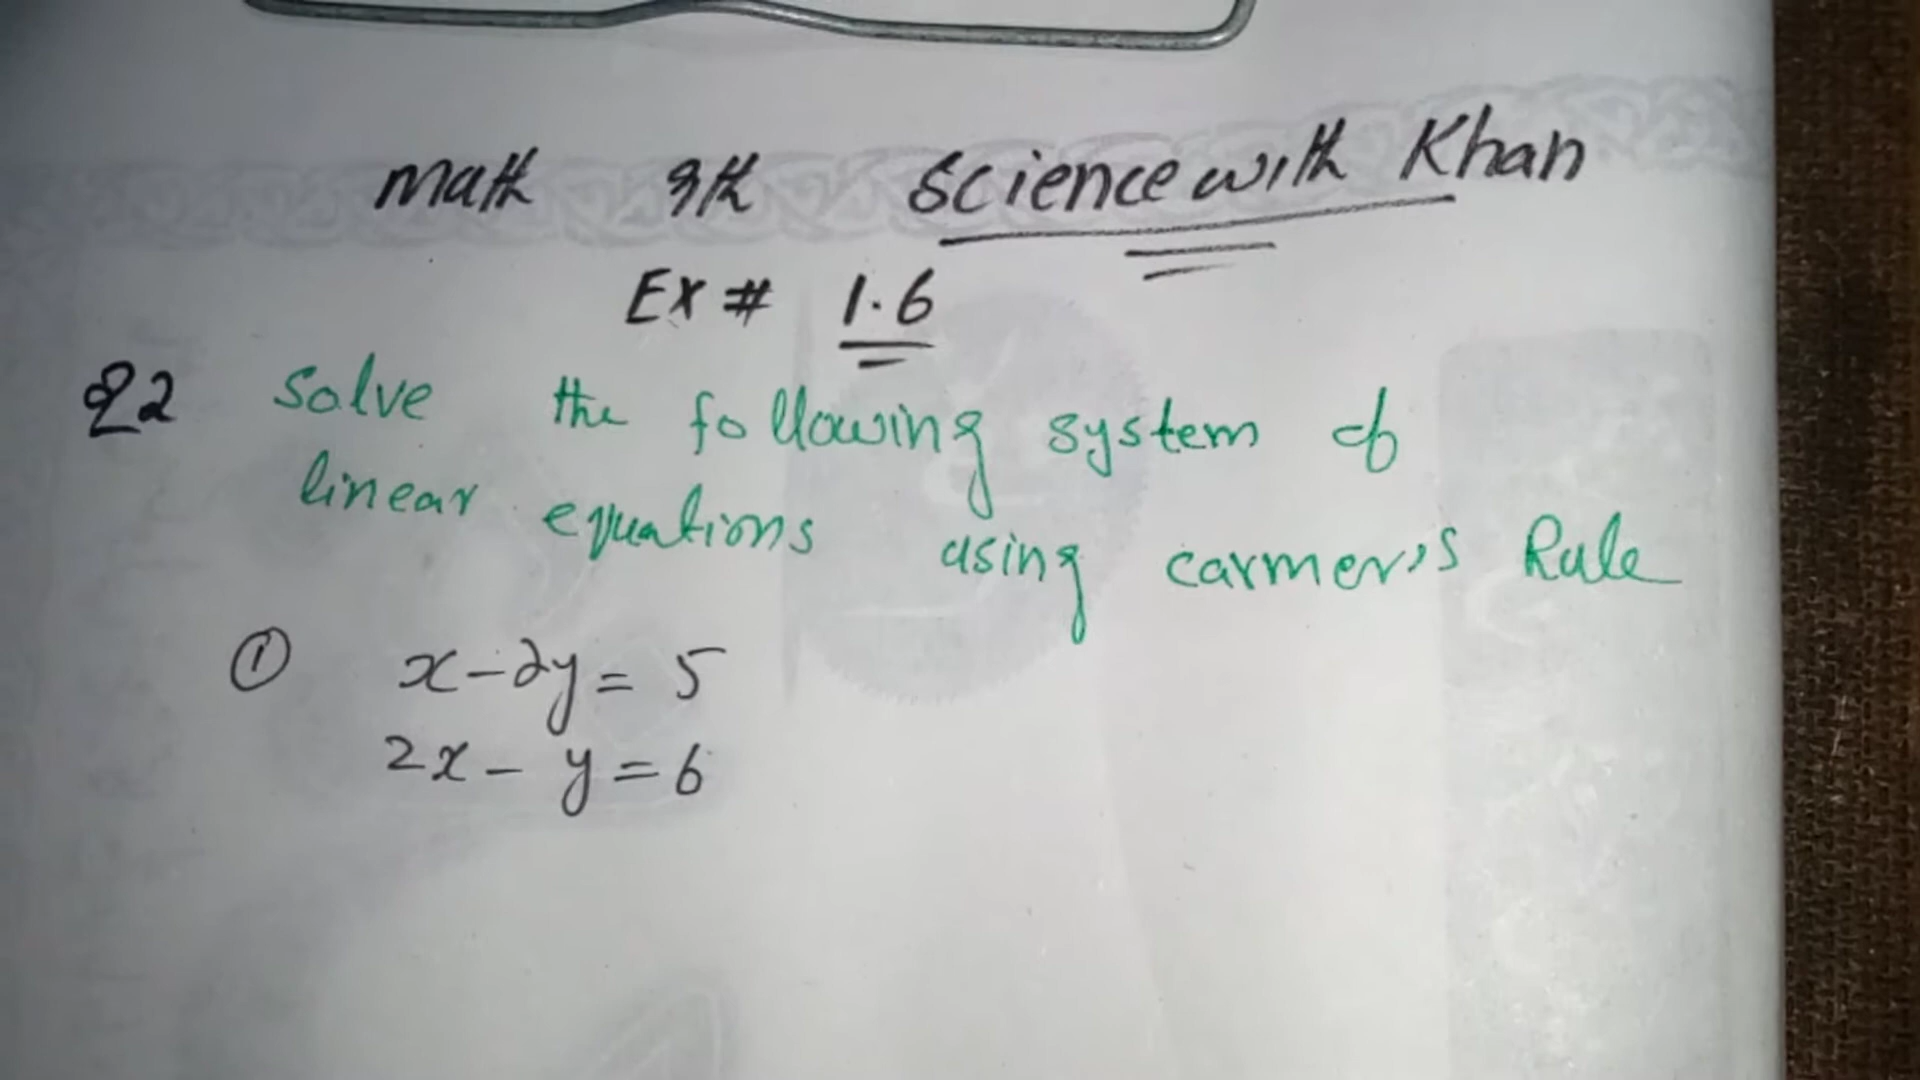 Math 9th Science with Khan
Ex # 1.6
Q2 Solve the following system of
linear equations using carmer's Rule
① x-2y = 5
2x - y = 6